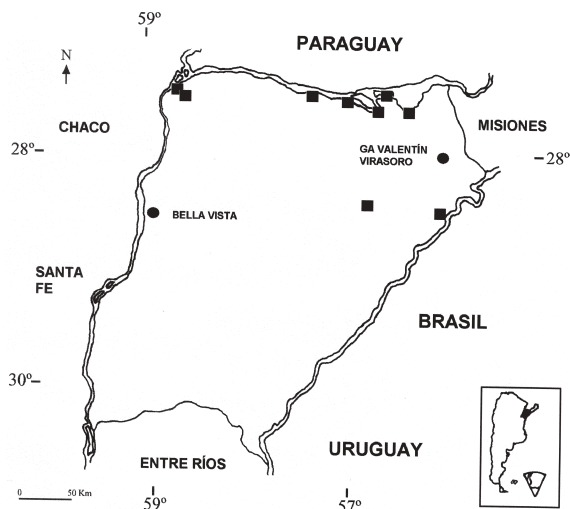 59º
PARAGUAY
N
CHACO
MISIONES
GA VALENTÍN
VIRASORO
28º
28º
BELLA VISTA
SANTA
FE
BRASIL
30º
URUGUAY
ENTRE RÍOS
0 50 Km
59º
57º